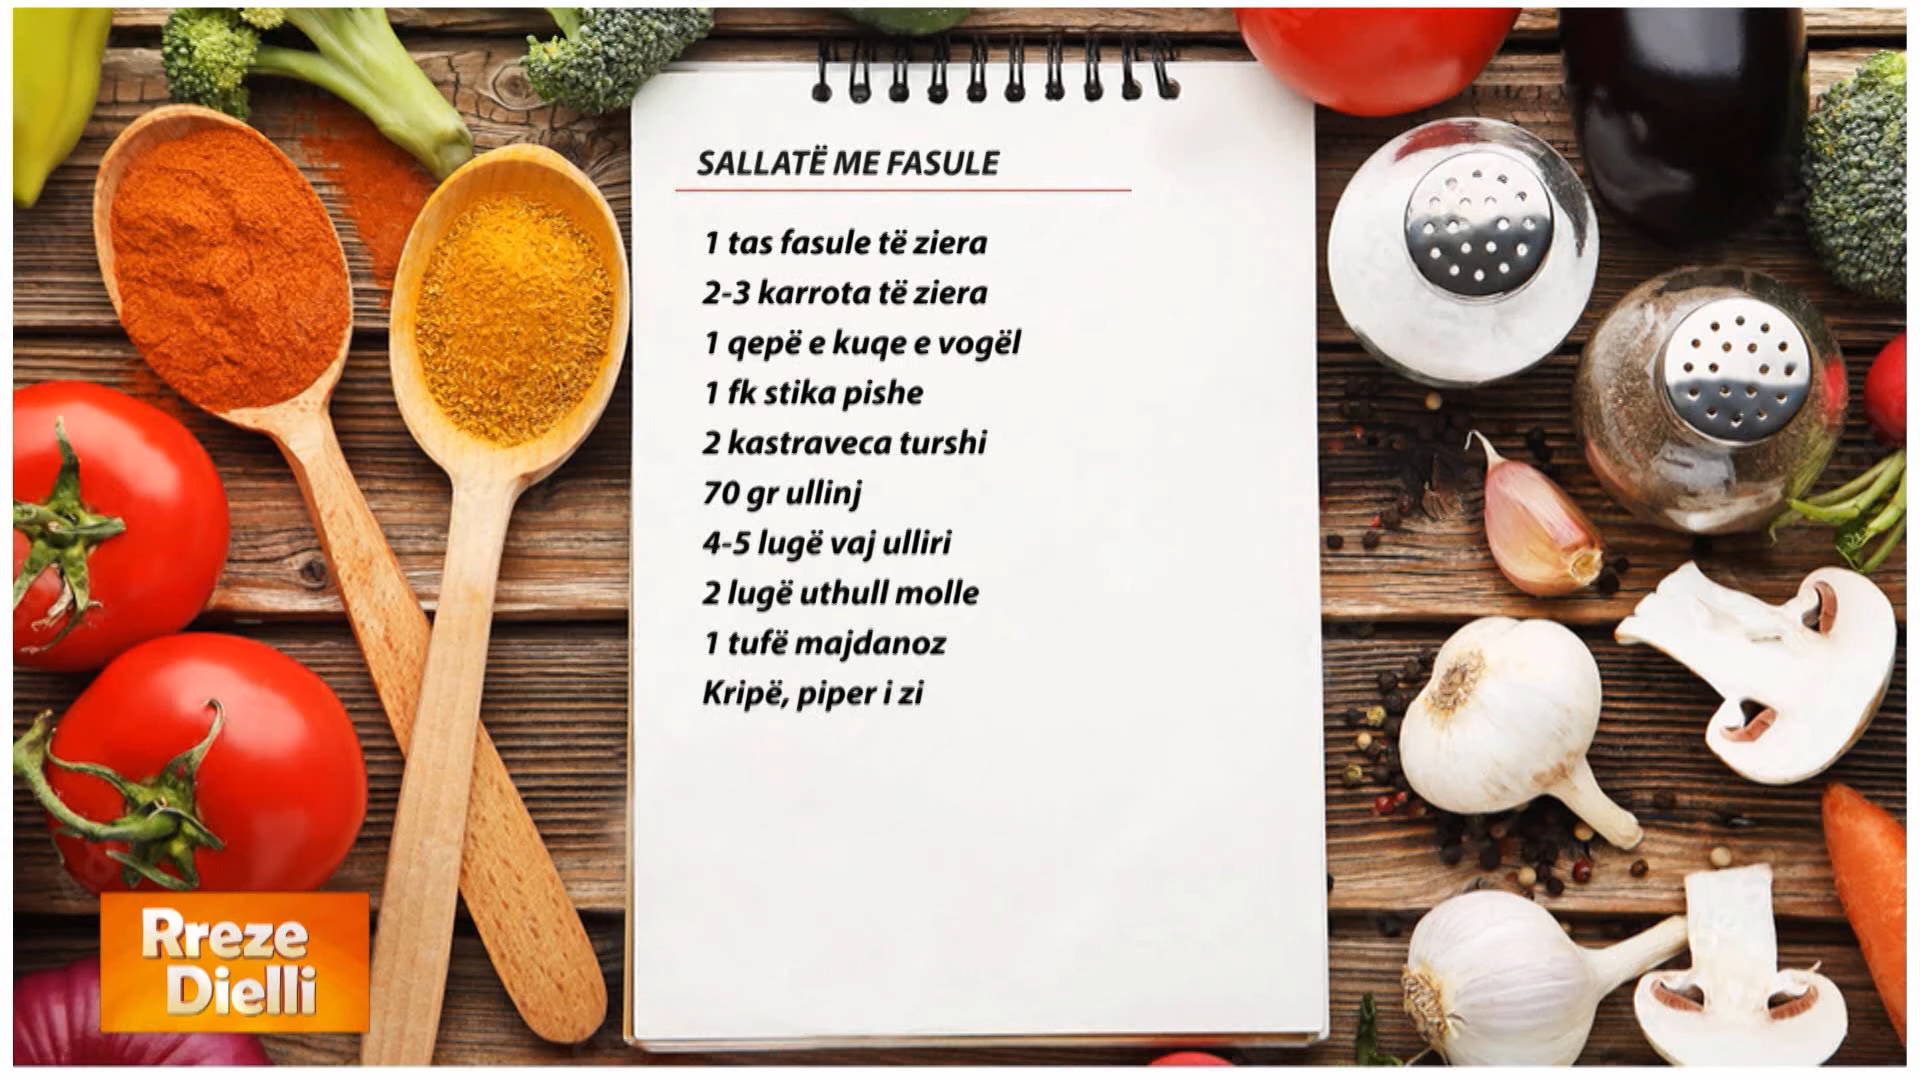 SALLATË ME FASULE
1 tas fasule të ziera
2-3 karrota të ziera
1 qepë e kuqe e vogël
1 fk stika pishe
2 kastraveca turshi
70 gr ullinj
4-5 lugë vaj ulliri
2 lugë uthull molle
1 tufë majdanoz
Kripë, piper i zi
Rreze
Dielli